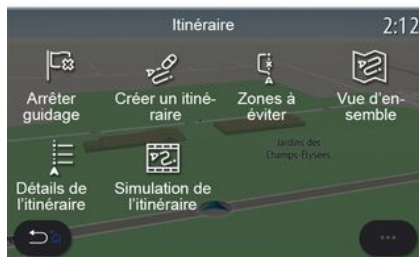 Itinéraire 2:12
Arrêter
guidage
Créer un itiné-
raire
Zones à
éviter
Vue d'en-
semble
Jardins des
Champs-Élysées
Détails de
l'itinéraire
Simulation de
l'itinéraire